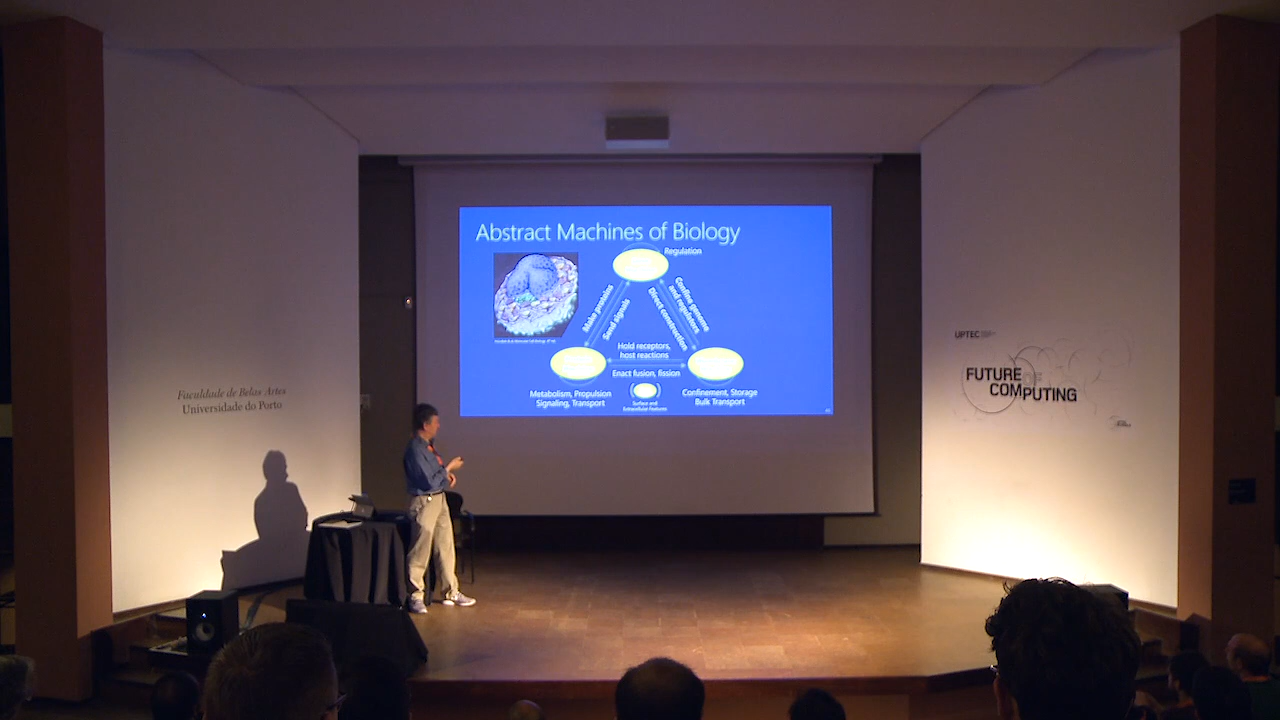 Abstract Machines of Biology
Regulation
Make proteins
Send signals
Confine genome
and regulators
Direct construction
Hold receptors,
host reactions
Enact fusion, fission
Metabolism, Propulsion
Signaling, Transport
Surface and
Extracellular Features
Confinement, Storage
Bulk Transport
Faculdade de Belas Artes
Universidade do Porto
UPTEC
FUTURE OF
COMPUTING